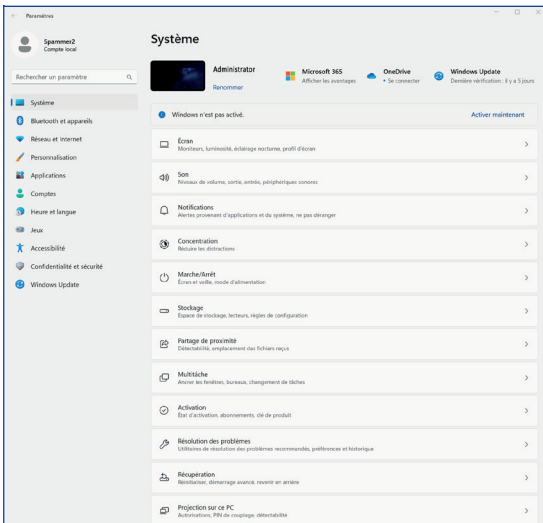 Paramètres
Spammer2
Compte local
Rechercher un paramètre
Système
Bluetooth et appareils
Réseau et Internet
Personnalisation
Applications
Comptes
Heure et langue
Jeux
Accessibilité
Confidentialité et sécurité
Windows Update
Système
Administrator
Renommer
Microsoft 365
Afficher les avantages
OneDrive
Se connecter
Windows Update
Dernière vérification : il y a 5 jours
Windows n'est pas activé.
Activer maintenant
Écran
Moniteurs, luminosité, éclairage nocturne, profil d'écran
Son
Niveaux de volume, sortie, entrée, périphériques sonores
Notifications
Alertes provenant d'applications et du système, ne pas déranger
Concentration
Réduire les distractions
Marche/Arrêt
Écran et veille, mode d'alimentation
Stockage
Espace de stockage, lecteurs, règles de configuration
Partage de proximité
Détectabilité, emplacement des fichiers reçus
Multitâche
Ancrer les fenêtres, bureaux, changement de tâches
Activation
État d'activation, abonnements, clé de produit
Résolution des problèmes
Utilitaires de résolution des problèmes recommandés, préférences et historique
Récupération
Réinitialiser, démarrage avancé, revenir en arrière
Projection sur ce PC
Autorisations, PIN de couplage, détectabilité